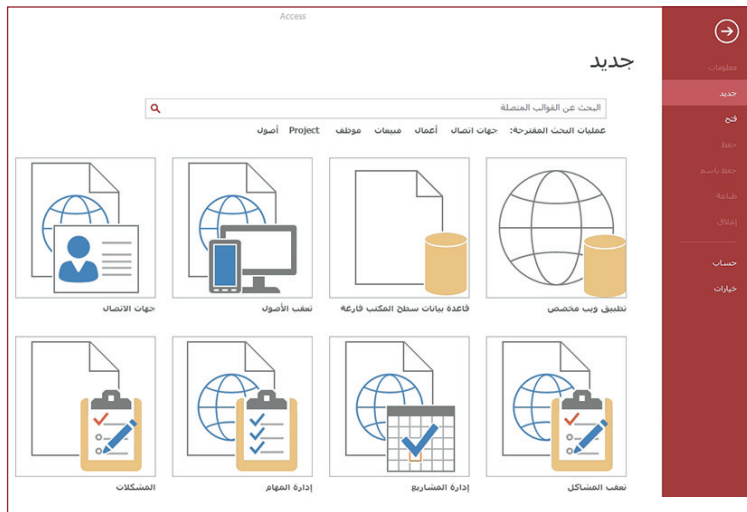 Access
معلومات
جديد
فتح
حفظ
حفظ باسم
طباعة
إغلاق
حساب
خيارات
جديد
البحث عن القوالب المتصلة
عمليات البحث المقترحة: جهات اتصال أعمال مبيعات موظف Project أصول
تطبيق ويب مخصص
قاعدة بيانات سطح المكتب فارغة
تعقب الأصول
جهات الاتصال
تعقب المشاكل
إدارة المشاريع
إدارة المهام
المشكلات